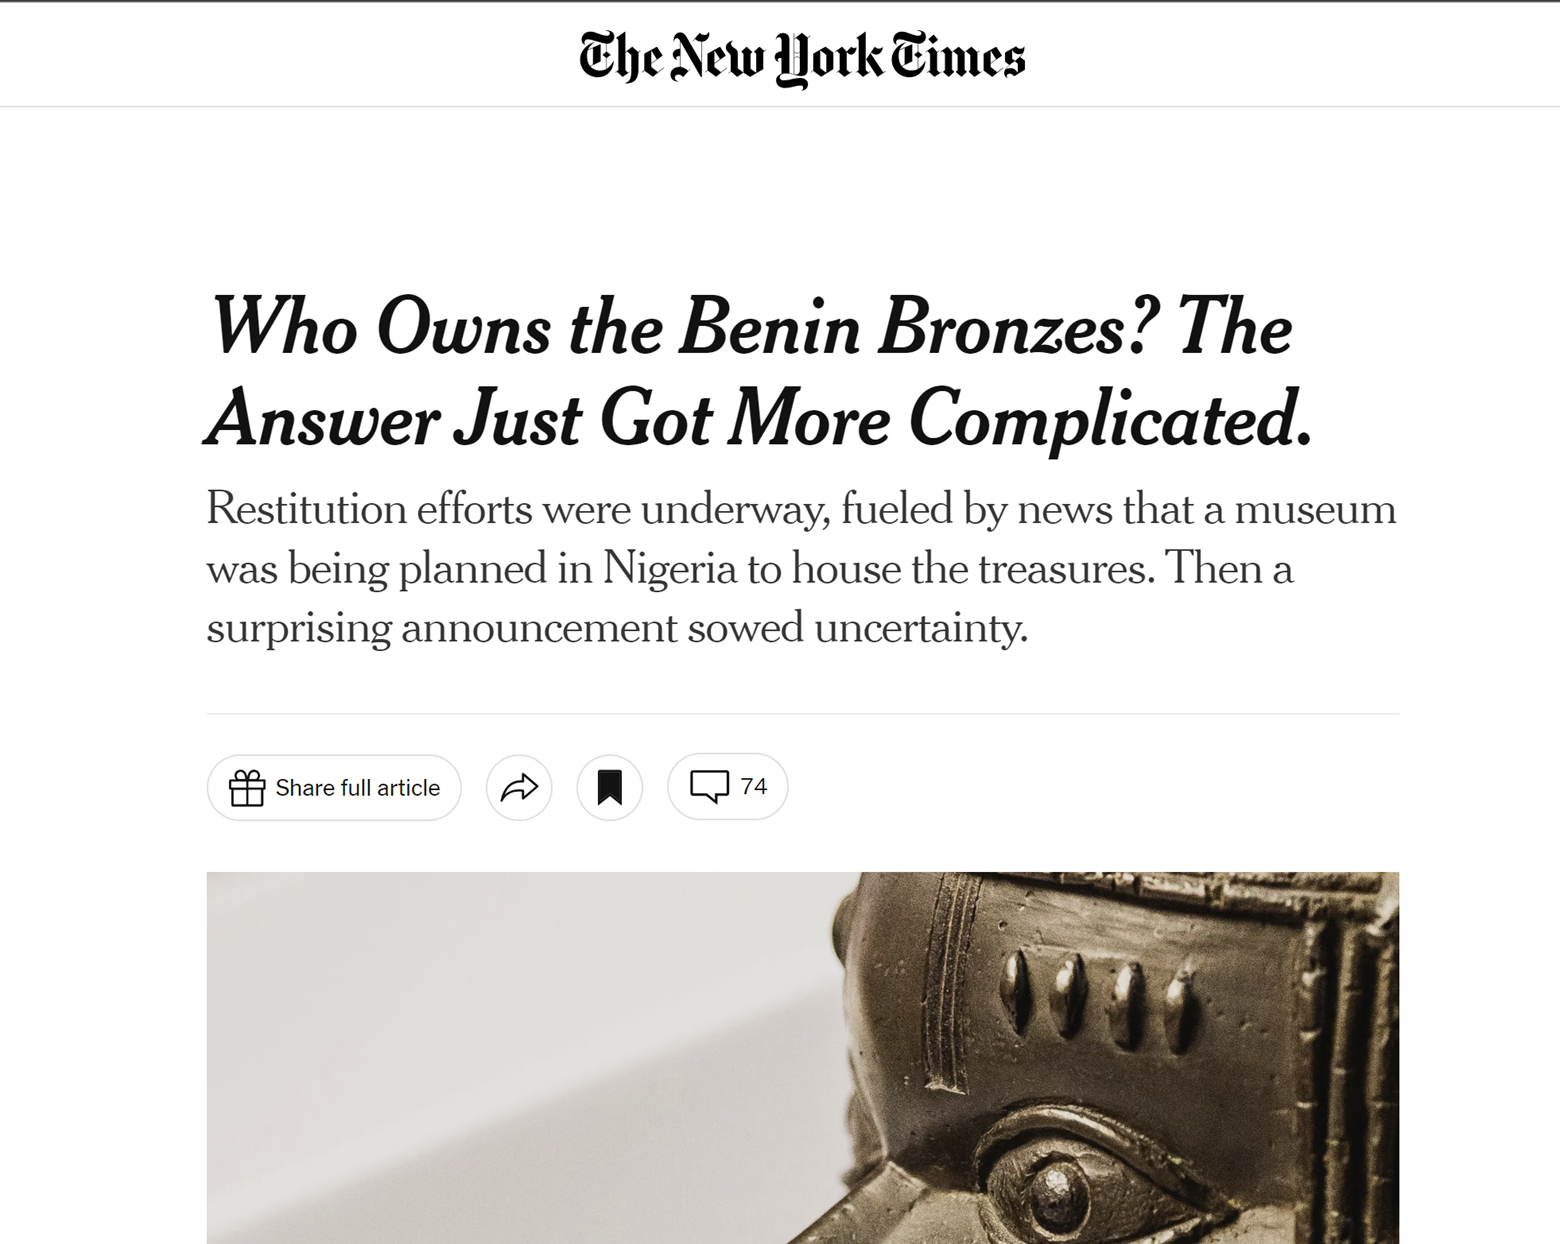 The New York Times
Who Owns the Benin Bronzes? The
Answer Just Got More Complicated.
Restitution efforts were underway, fueled by news that a museum
was being planned in Nigeria to house the treasures. Then a
surprising announcement sowed uncertainty.
Share full article
74